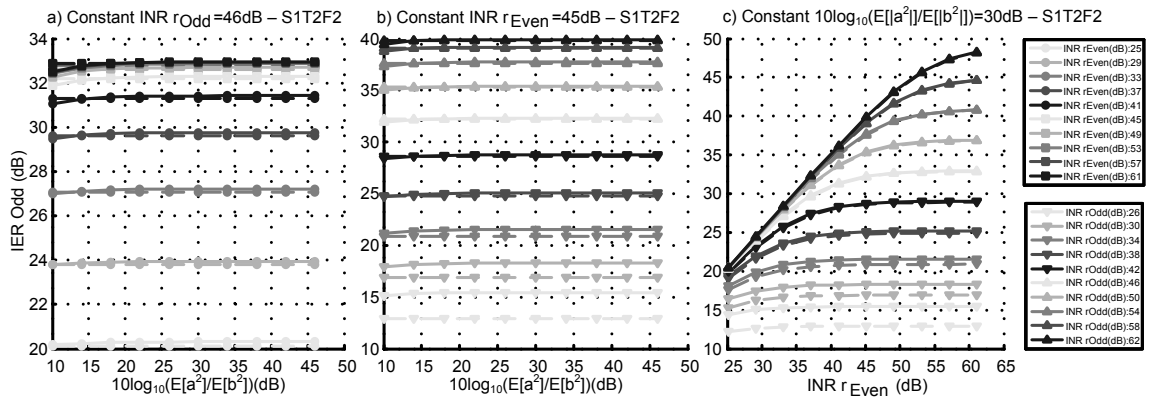 a) Constant INR rOdd=46dB – S1T2F2
b) Constant INR rEven=45dB – S1T2F2
c) Constant 10log10(E[|a²|]/E[|b²|])=30dB – S1T2F2
IER Odd (dB)
34
32
30
28
26
24
22
20
10 15 20 25 30 35 40 45 50
10log10(E[a²]/E[b²])(dB)
40
35
30
25
20
15
10
10 15 20 25 30 35 40 45 50
10log10(E[a²]/E[b²])(dB)
50
45
40
35
30
25
20
15
10
25 29 33 37 41 45 49 53 57 61 65
INR rEven (dB)
INR rEven(dB):25
INR rEven(dB):29
INR rEven(dB):33
INR rEven(dB):37
INR rEven(dB):41
INR rEven(dB):45
INR rEven(dB):49
INR rEven(dB):53
INR rEven(dB):57
INR rEven(dB):61
INR rOdd(dB):26
INR rOdd(dB):30
INR rOdd(dB):34
INR rOdd(dB):38
INR rOdd(dB):42
INR rOdd(dB):46
INR rOdd(dB):50
INR rOdd(dB):54
INR rOdd(dB):58
INR rOdd(dB):62